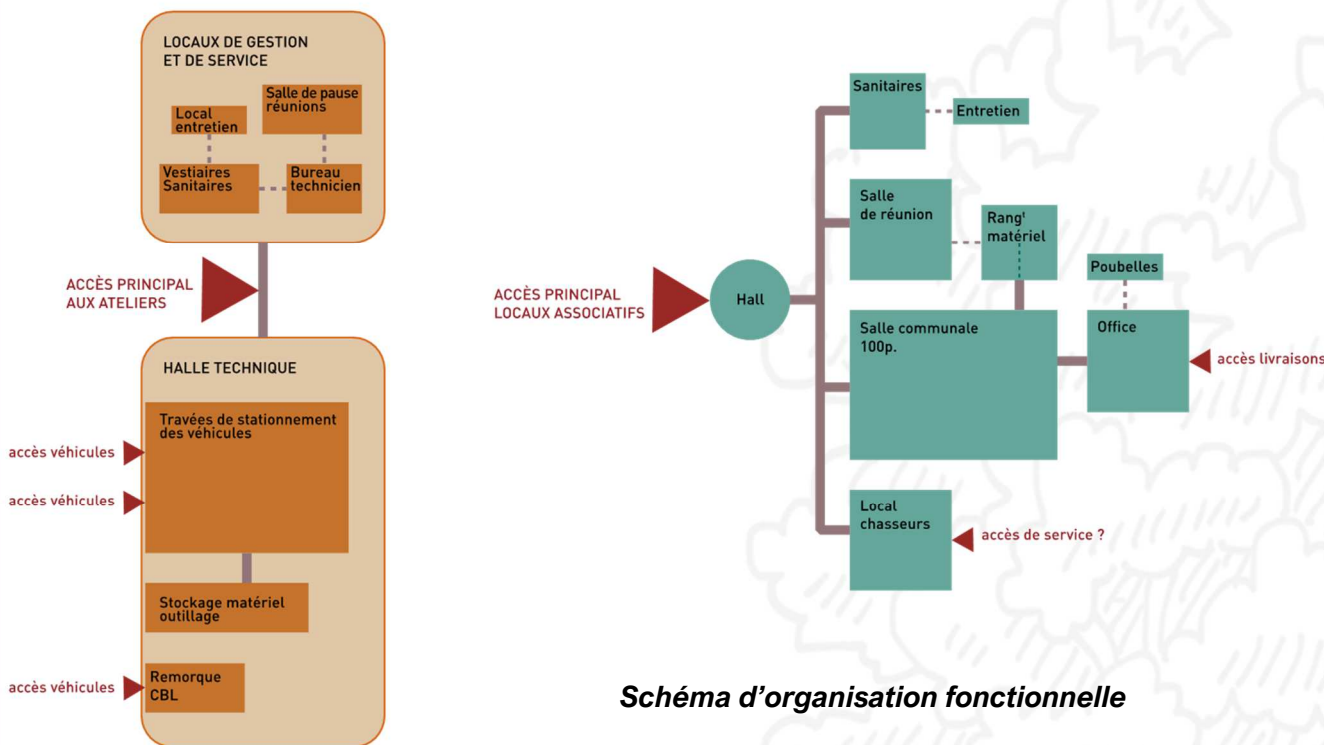 LOCAUX DE GESTION
ET DE SERVICE
Salle de pause
réunions
Local
entretien
Vestiaires
Sanitaires
Bureau
technicien
ACCÈS PRINCIPAL
AUX ATELIERS
HALLE TECHNIQUE
Travées de stationnement
des véhicules
accès véhicules
accès véhicules
Stockage matériel
outillage
accès véhicules
Remorque
CBL
Sanitaires
Entretien
Salle
de réunion
Rangᵗ
matériel
Poubelles
ACCÈS PRINCIPAL
LOCAUX ASSOCIATIFS
Hall
Salle communale
100p.
Office
accès livraisons
Local
chasseurs
accès de service ?
Schéma d'organisation fonctionnelle